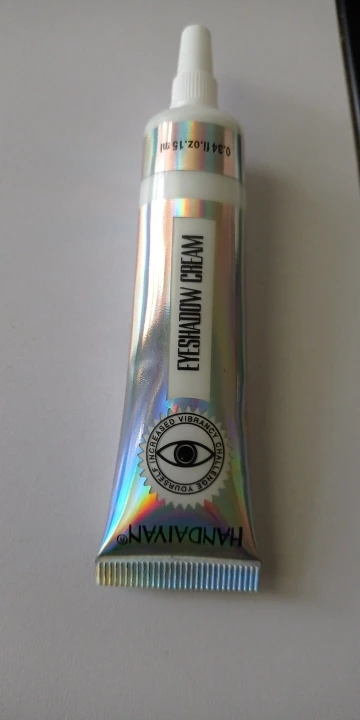 HANDAIYAN®
INCREASED VIBRANCY CHALLENGE YOURSELF
EYESHADOW CREAM
0.34 fl.oz.15 ml